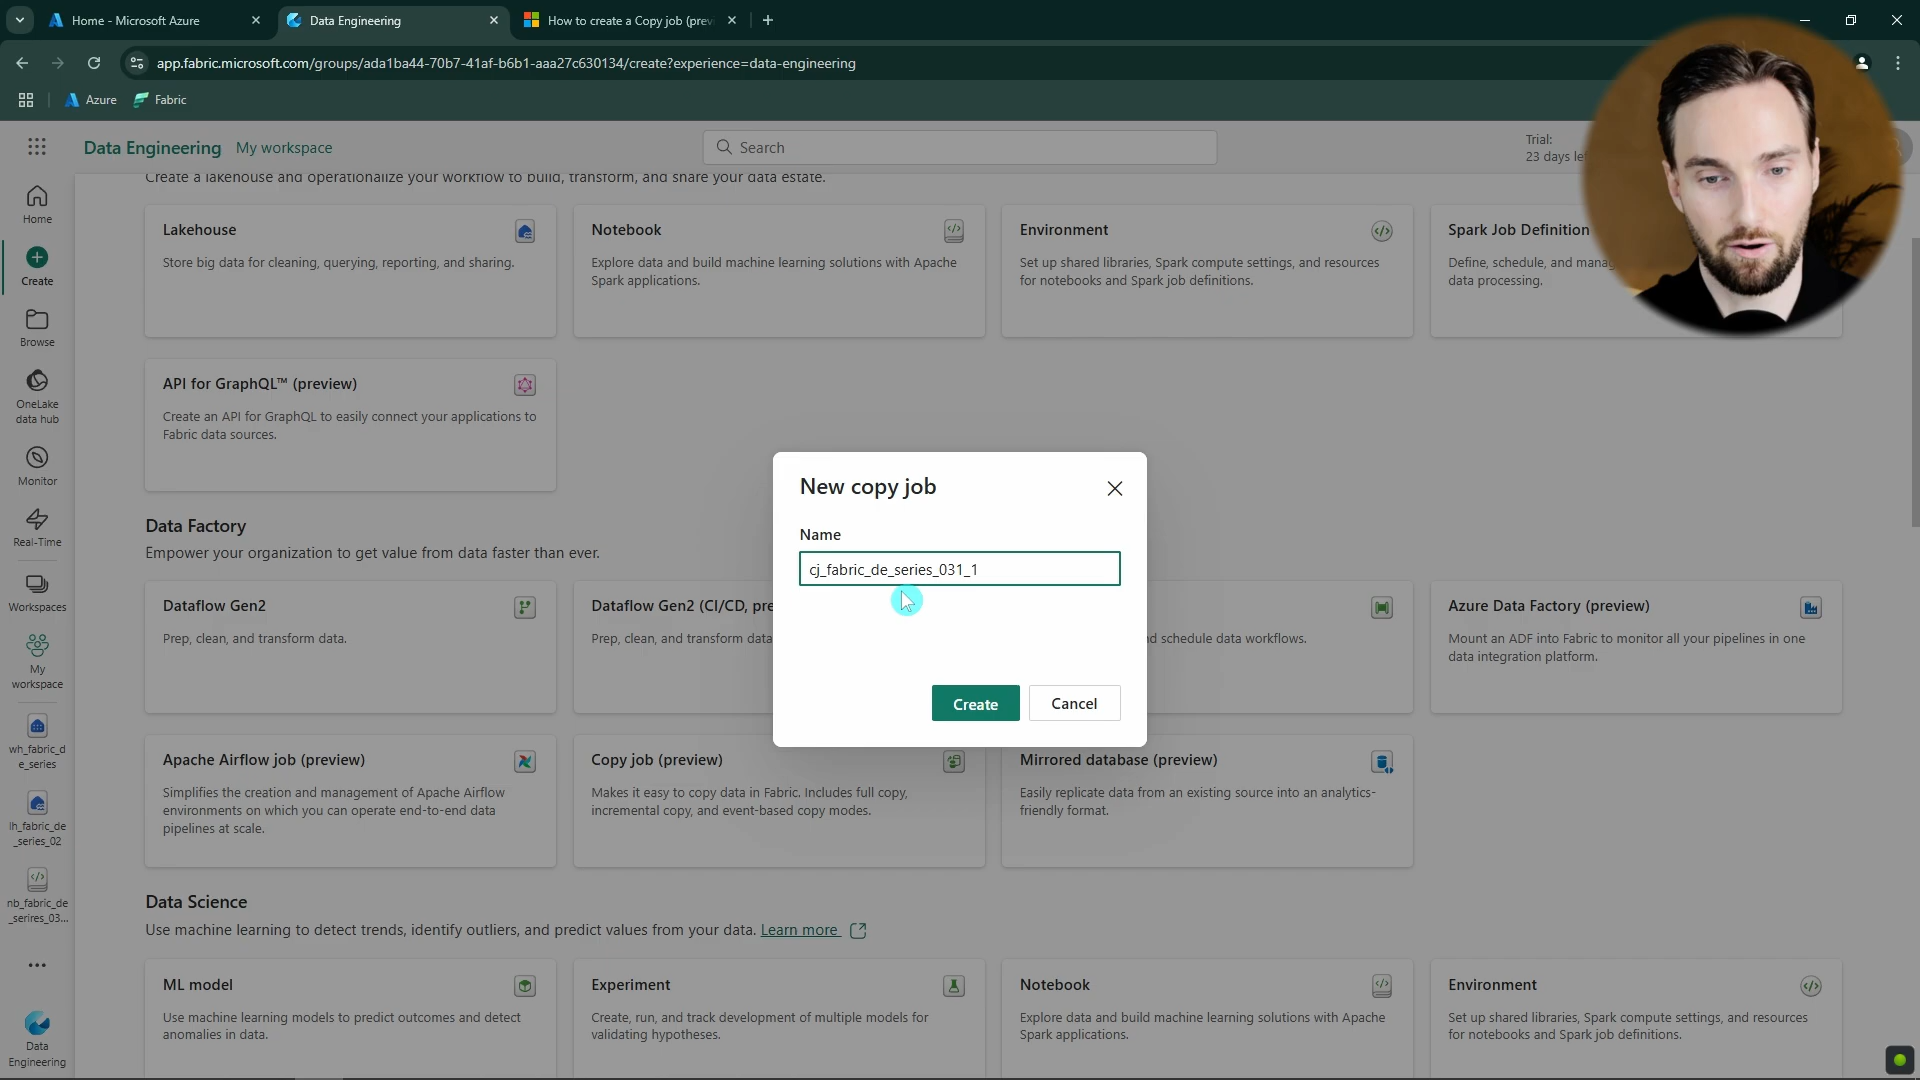 Home - Microsoft Azure
Data Engineering
How to create a Copy job (prev
app.fabric.microsoft.com/groups/ada1ba44-70b7-41af-b6b1-aaa27c630134/create?experience=data-engineering
Azure
Fabric
Data Engineering
My workspace
Search
Trial:
23 days left
Create a lakehouse and operationalize your workflow to build, transform, and share your data estate.
Home
Create
Browse
OneLake
data hub
Monitor
Real-Time
Workspaces
My
workspace
wh_fabric_d
e_series
lh_fabric_de
_series_02
nb_fabric_de
_serires_03...
Data
Engineering
Lakehouse
Store big data for cleaning, querying, reporting, and sharing.
Notebook
Explore data and build machine learning solutions with Apache
Spark applications.
Environment
Set up shared libraries, Spark compute settings, and resources
for notebooks and Spark job definitions.
Spark Job Definition
Define, schedule, and manag
data processing.
API for GraphQL™ (preview)
Create an API for GraphQL to easily connect your applications to
Fabric data sources.
New copy job
Name
cj_fabric_de_series_031_1
Create
Cancel
Data Factory
Empower your organization to get value from data faster than ever.
Dataflow Gen2
Prep, clean, and transform data.
Dataflow Gen2 (CI/CD, pre
Prep, clean, and transform data
d schedule data workflows.
Azure Data Factory (preview)
Mount an ADF into Fabric to monitor all your pipelines in one
data integration platform.
Apache Airflow job (preview)
Simplifies the creation and management of Apache Airflow
environments on which you can operate end-to-end data
pipelines at scale.
Copy job (preview)
Makes it easy to copy data in Fabric. Includes full copy,
incremental copy, and event-based copy modes.
Mirrored database (preview)
Easily replicate data from an existing source into an analytics-
friendly format.
Data Science
Use machine learning to detect trends, identify outliers, and predict values from your data. Learn more
ML model
Use machine learning models to predict outcomes and detect
anomalies in data.
Experiment
Create, run, and track development of multiple models for
validating hypotheses.
Notebook
Explore data and build machine learning solutions with Apache
Spark applications.
Environment
Set up shared libraries, Spark compute settings, and resources
for notebooks and Spark job definitions.